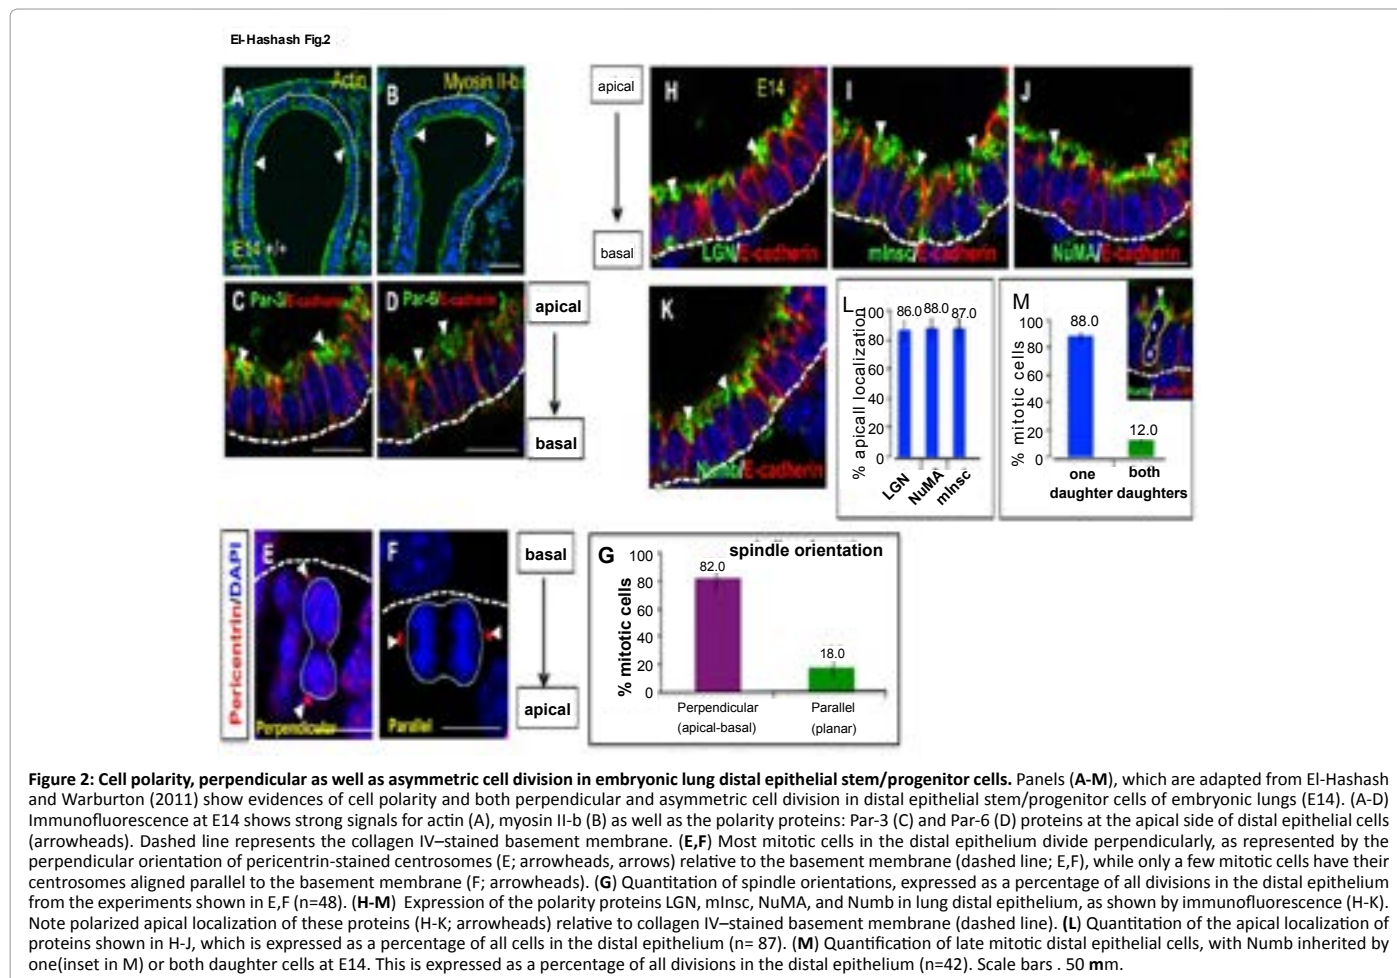 El-Hashash Fig.2
A
Actin
E14 +/+
B
Myosin II-b
apical
basal
H
E14
LGN/E-cadherin
I
mInsc/E-cadherin
J
NuMA/E-cadherin
C
Par-3/E-cadherin
D
Par-6/E-cadherin
apical
basal
K
Numb/E-cadherin
L
% apicall localization
100
80
60
40
20
0
86.0
88.0
87.0
LGN
NuMA
mInsc
M
% mitotic cells
100
80
60
40
20
0
88.0
12.0
one
daughter
both
daughters
Pericentrin/DAPI
E
Perpendicular
F
Parallel
basal
apical
G
spindle orientation
% mitotic cells
100
80
60
40
20
0
82.0
18.0
Perpendicular
(apical-basal)
Parallel
(planar)
Figure 2: Cell polarity, perpendicular as well as asymmetric cell division in embryonic lung distal epithelial stem/progenitor cells. Panels (A-M), which are adapted from El-Hashash
and Warburton (2011) show evidences of cell polarity and both perpendicular and asymmetric cell division in distal epithelial stem/progenitor cells of embryonic lungs (E14). (A-D)
Immunofluorescence at E14 shows strong signals for actin (A), myosin II-b (B) as well as the polarity proteins: Par-3 (C) and Par-6 (D) proteins at the apical side of distal epithelial cells
(arrowheads). Dashed line represents the collagen IV–stained basement membrane. (E,F) Most mitotic cells in the distal epithelium divide perpendicularly, as represented by the
perpendicular orientation of pericentrin-stained centrosomes (E; arrowheads, arrows) relative to the basement membrane (dashed line; E,F), while only a few mitotic cells have their
centrosomes aligned parallel to the basement membrane (F; arrowheads). (G) Quantitation of spindle orientations, expressed as a percentage of all divisions in the distal epithelium
from the experiments shown in E,F (n=48). (H-M) Expression of the polarity proteins LGN, mInsc, NuMA, and Numb in lung distal epithelium, as shown by immunofluorescence (H-K).
Note polarized apical localization of these proteins (H-K; arrowheads) relative to collagen IV–stained basement membrane (dashed line). (L) Quantitation of the apical localization of
proteins shown in H-J, which is expressed as a percentage of all cells in the distal epithelium (n= 87). (M) Quantification of late mitotic distal epithelial cells, with Numb inherited by
one(inset in M) or both daughter cells at E14. This is expressed as a percentage of all divisions in the distal epithelium (n=42). Scale bars . 50 mm.